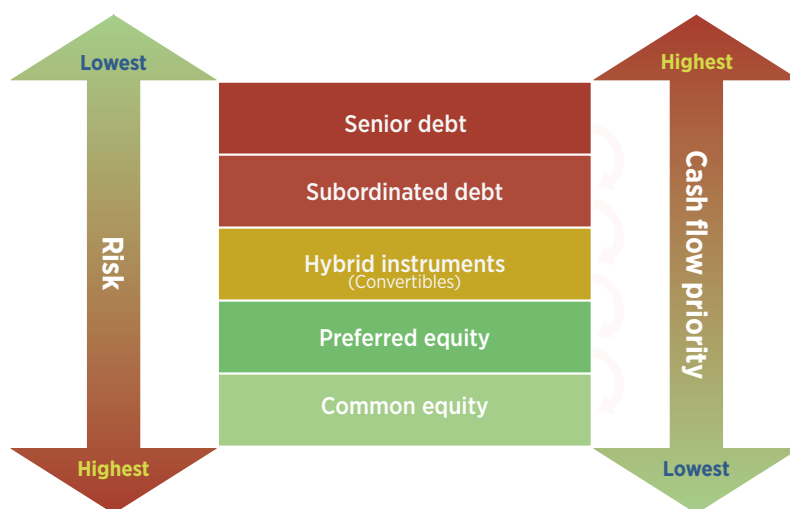 Lowest
Highest
Senior debt
Subordinated debt
Hybrid instruments
(Convertibles)
Preferred equity
Common equity
Risk
Cash flow priority
Highest
Lowest